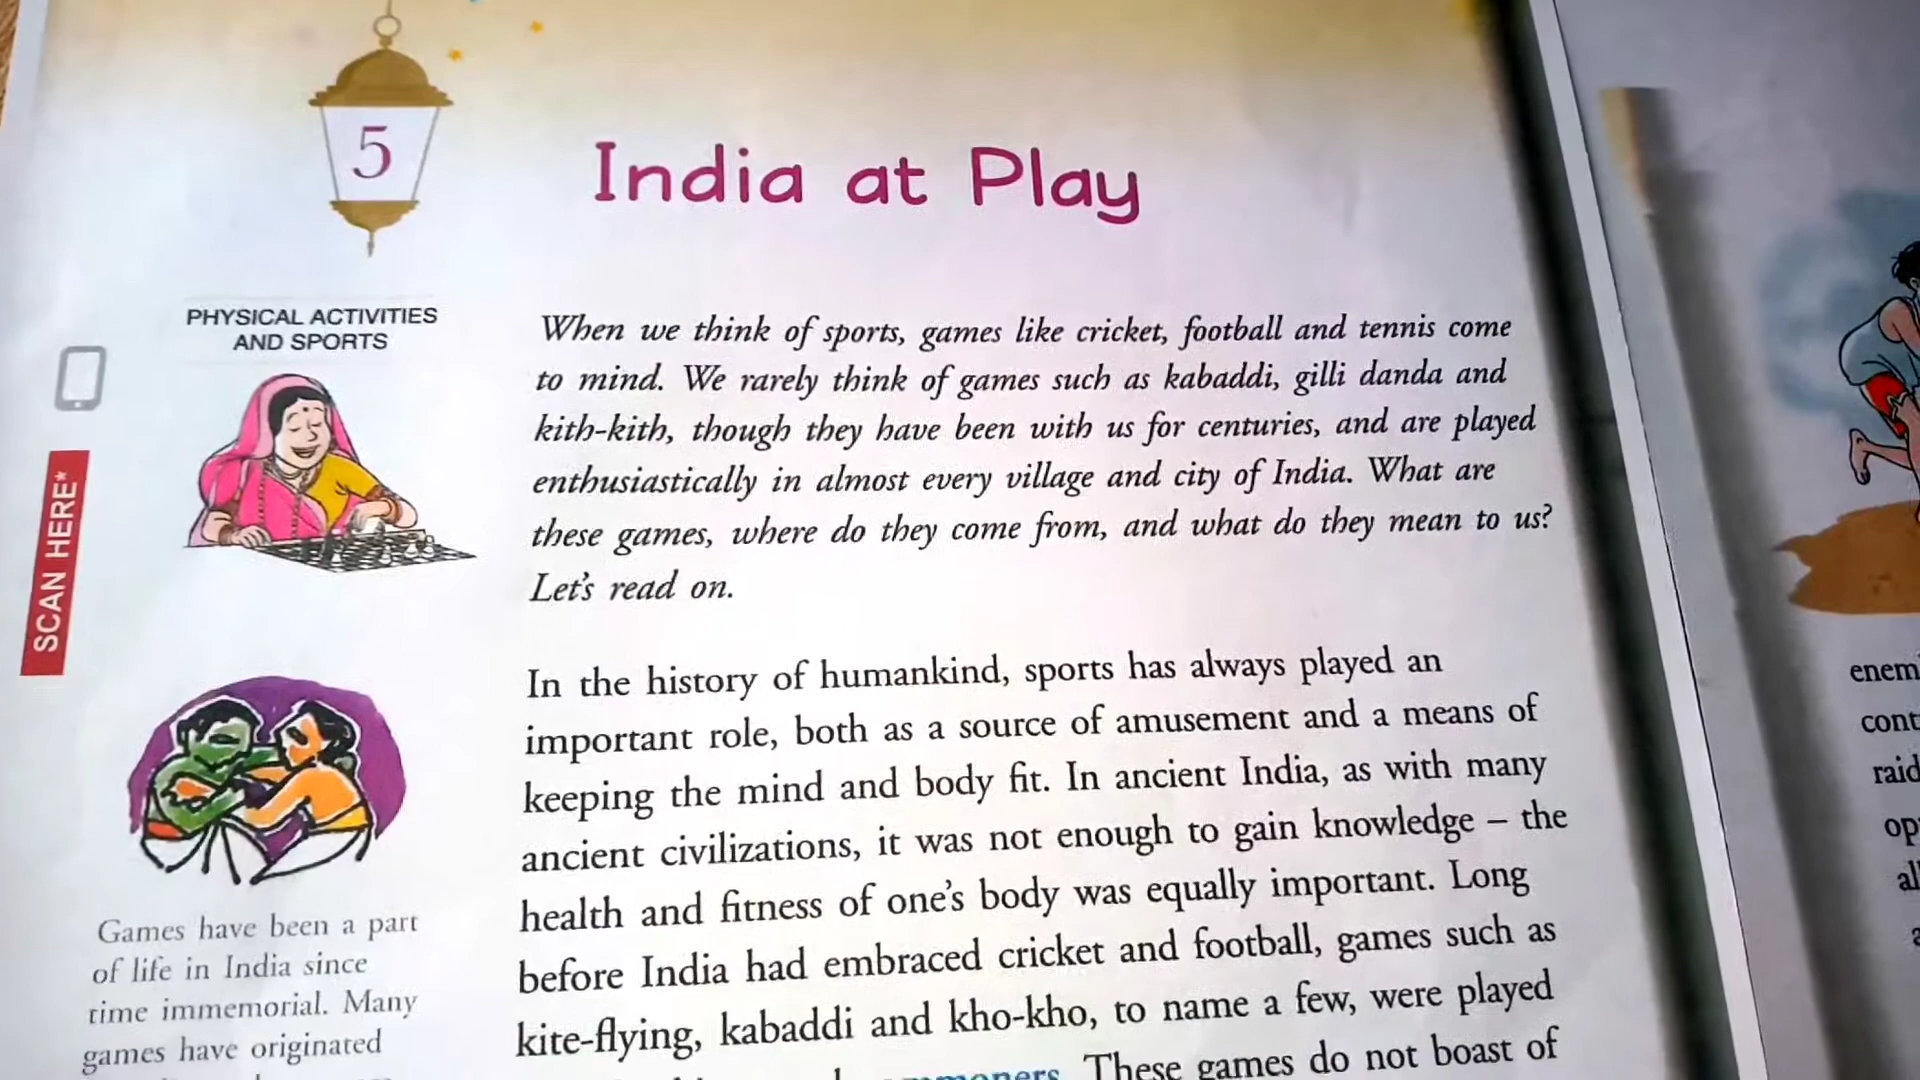 5
India at Play
PHYSICAL ACTIVITIES
AND SPORTS
SCAN HERE*
When we think of sports, games like cricket, football and tennis come
to mind. We rarely think of games such as kabaddi, gilli danda and
kith-kith, though they have been with us for centuries, and are played
enthusiastically in almost every village and city of India. What are
these games, where do they come from, and what do they mean to us?
Let's read on.
In the history of humankind, sports has always played an
important role, both as a source of amusement and a means of
keeping the mind and body fit. In ancient India, as with many
ancient civilizations, it was not enough to gain knowledge – the
health and fitness of one's body was equally important. Long
before India had embraced cricket and football, games such as
kite-flying, kabaddi and kho-kho, to name a few, were played
These games do not boast of
Games have been a part
of life in India since
time immemorial. Many
games have originated